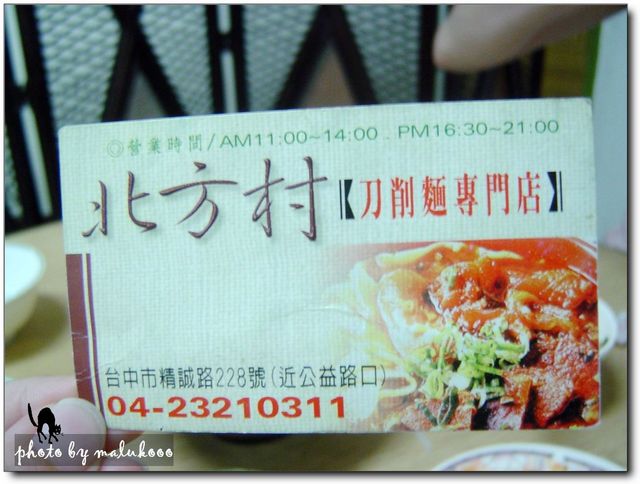 ◎營業時間/AM11:00~14:00 . PM16:30~21:00
北方村【刀削麵專門店】
台中市精誠路228號(近公益路口)
04-23210311
photo by malukooo